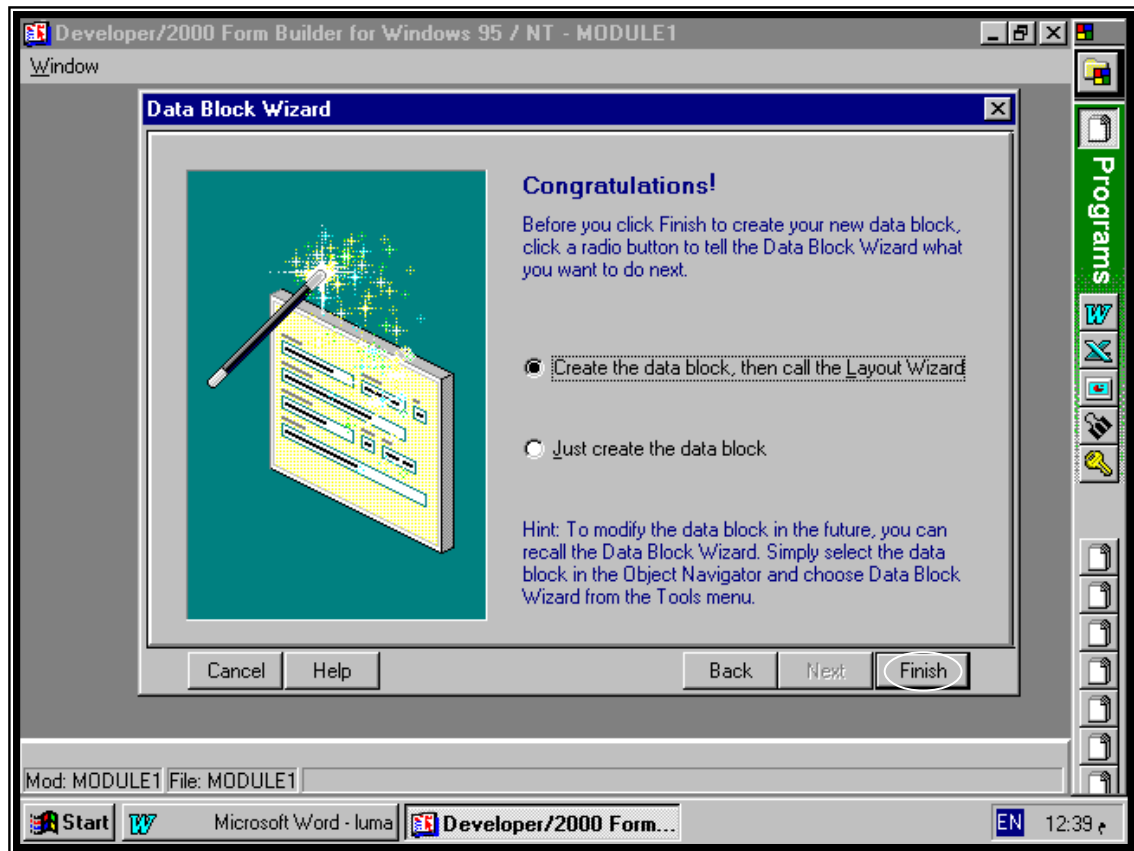 Developer/2000 Form Builder for Windows 95 / NT - MODULE1
Window
Data Block Wizard
Congratulations!
Before you click Finish to create your new data block,
click a radio button to tell the Data Block Wizard what
you want to do next.
Create the data block, then call the Layout Wizard
Just create the data block
Hint: To modify the data block in the future, you can
recall the Data Block Wizard. Simply select the data
block in the Object Navigator and choose Data Block
Wizard from the Tools menu.
Cancel Help Back Next Finish
Programs
Mod: MODULE1 File: MODULE1
Start Microsoft Word - luma Developer/2000 Form... EN 12:39 م